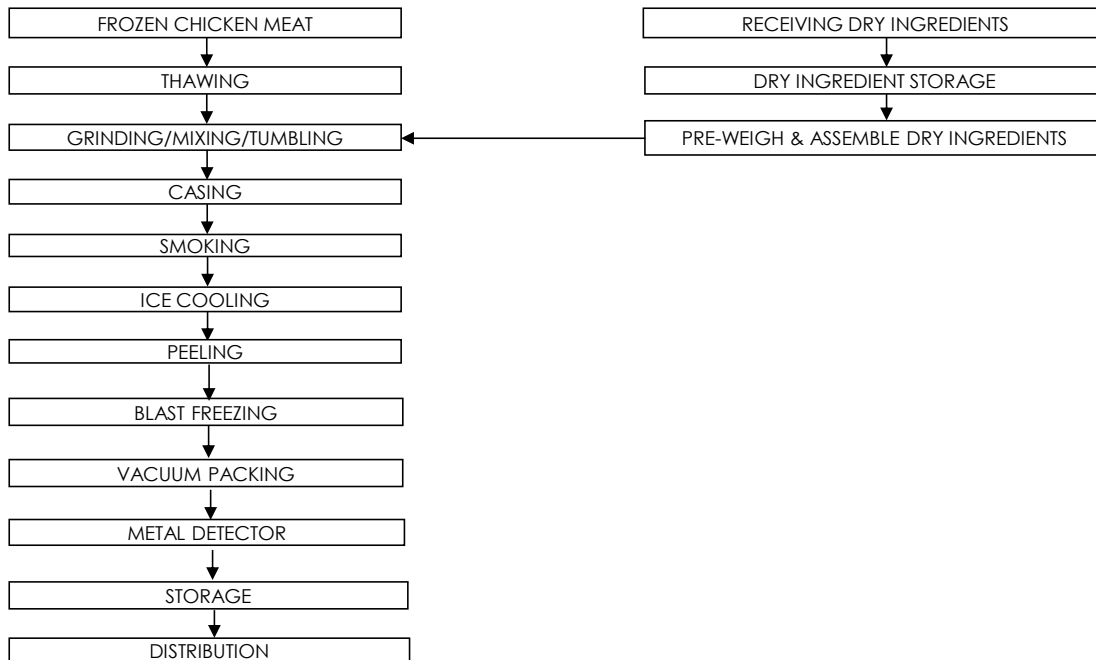 FROZEN CHICKEN MEAT
RECEIVING DRY INGREDIENTS
THAWING
DRY INGREDIENT STORAGE
GRINDING/MIXING/TUMBLING
PRE-WEIGH & ASSEMBLE DRY INGREDIENTS
CASING
SMOKING
ICE COOLING
PEELING
BLAST FREEZING
VACUUM PACKING
METAL DETECTOR
STORAGE
DISTRIBUTION